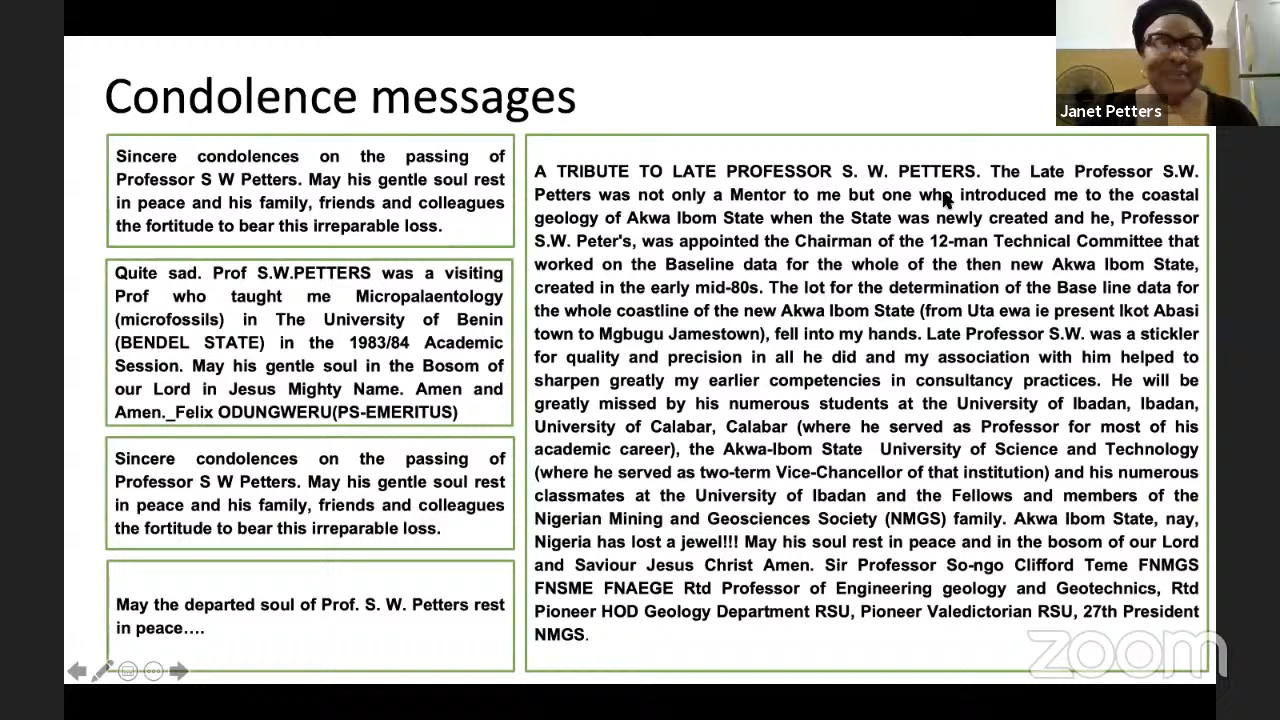 Condolence messages
Janet Petters
Sincere condolences on the passing of
Professor S W Petters. May his gentle soul rest
in peace and his family, friends and colleagues
the fortitude to bear this irreparable loss.
Quite sad. Prof S.W.PETTERS was a visiting
Prof who taught me Micropalaentology
(microfossils) in The University of Benin
(BENDEL STATE) in the 1983/84 Academic
Session. May his gentle soul in the Bosom of
our Lord in Jesus Mighty Name. Amen and
Amen._Felix ODUNGWERU(PS-EMERITUS)
Sincere condolences on the passing of
Professor S W Petters. May his gentle soul rest
in peace and his family, friends and colleagues
the fortitude to bear this irreparable loss.
May the departed soul of Prof. S. W. Petters rest
in peace....
A TRIBUTE TO LATE PROFESSOR S. W. PETTERS. The Late Professor S.W.
Petters was not only a Mentor to me but one who introduced me to the coastal
geology of Akwa Ibom State when the State was newly created and he, Professor
S.W. Peter's, was appointed the Chairman of the 12-man Technical Committee that
worked on the Baseline data for the whole of the then new Akwa Ibom State,
created in the early mid-80s. The lot for the determination of the Base line data for
the whole coastline of the new Akwa Ibom State (from Uta ewa ie present Ikot Abasi
town to Mgbugu Jamestown), fell into my hands. Late Professor S.W. was a stickler
for quality and precision in all he did and my association with him helped to
sharpen greatly my earlier competencies in consultancy practices. He will be
greatly missed by his numerous students at the University of Ibadan, Ibadan,
University of Calabar, Calabar (where he served as Professor for most of his
academic career), the Akwa-Ibom State University of Science and Technology
(where he served as two-term Vice-Chancellor of that institution) and his numerous
classmates at the University of Ibadan and the Fellows and members of the
Nigerian Mining and Geosciences Society (NMGS) family. Akwa Ibom State, nay,
Nigeria has lost a jewel!!! May his soul rest in peace and in the bosom of our Lord
and Saviour Jesus Christ Amen. Sir Professor So-ngo Clifford Teme FNMGS
FNSME FNAEGE Rtd Professor of Engineering geology and Geotechnics, Rtd
Pioneer HOD Geology Department RSU, Pioneer Valedictorian RSU, 27th President
NMGS.
zoom